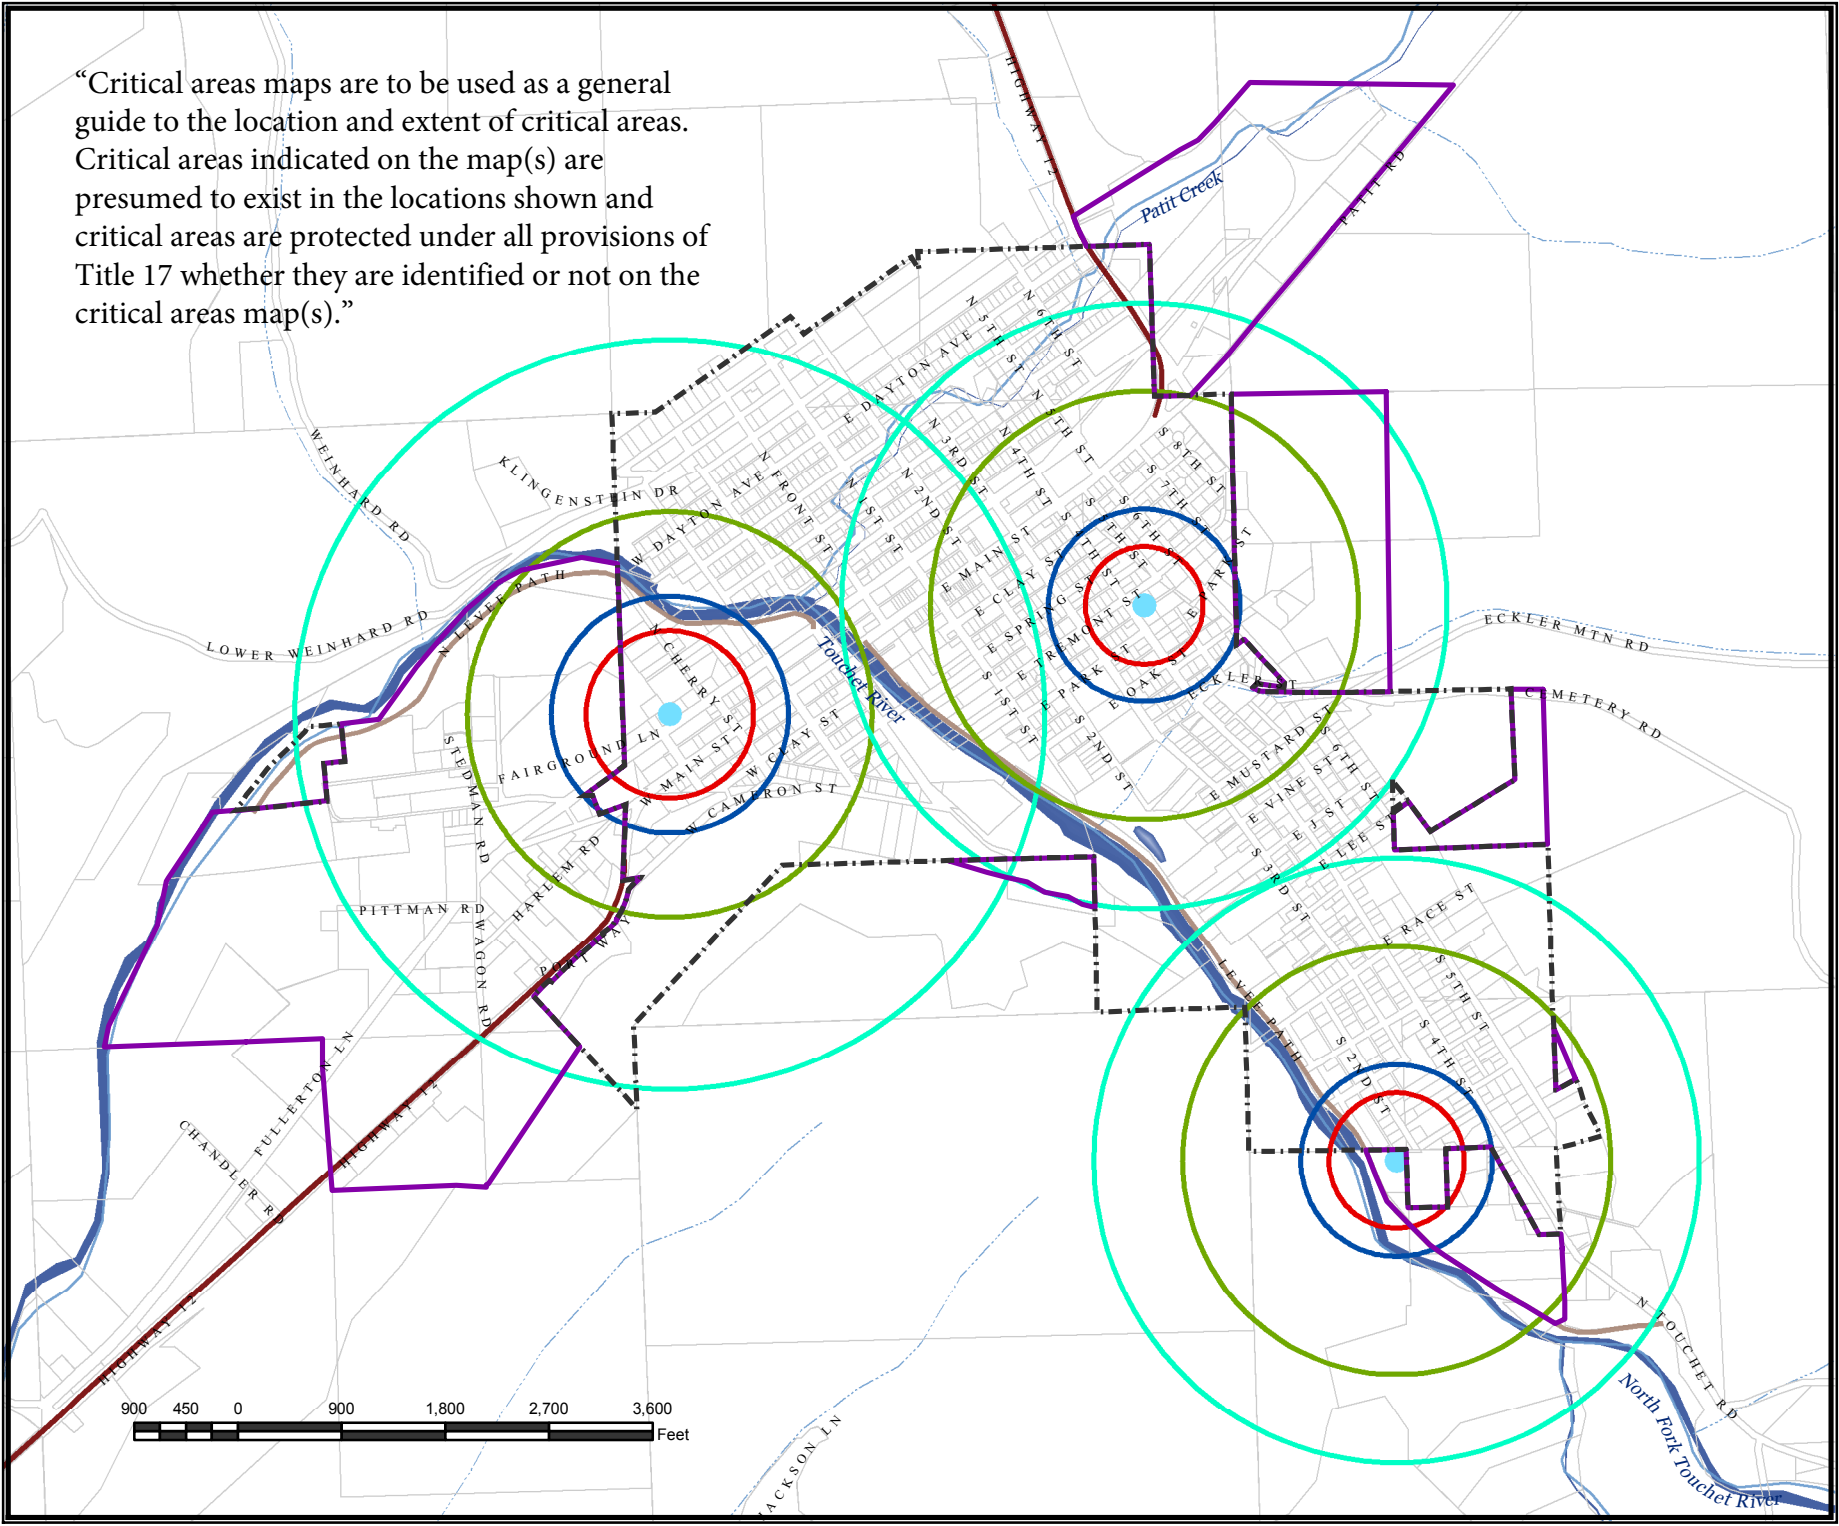 “Critical areas maps are to be used as a general
guide to the location and extent of critical areas.
Critical areas indicated on the map(s) are
presumed to exist in the locations shown and
critical areas are protected under all provisions of
Title 17 whether they are identified or not on the
critical areas map(s).”
HIGHWAY 12
Patit Creek
PATIT RD
N 5TH ST
N 6TH ST
E DAYTON AVE
WEINHARD RD
KLINGENSTEIN DR
N 3RD ST
N 4TH ST
N 5TH ST
S 8TH ST
S 7TH ST
S 6TH ST
S 5TH ST
S 4TH ST
W DAYTON AVE
N FRONT ST
N 1ST ST
N 2ND ST
E MAIN ST
E CLAY ST
E SPRING ST
E TREMONT ST
E PARK ST
E PARK ST
E OAK ST
ECKLER ST
ECKLER MTN RD
CEMETERY RD
LOWER WEINHARD RD
N LEVEE PATH
N CHERRY ST
Touchet River
S 1ST ST
S 2ND ST
FAIRGROUND LN
W MAIN ST
W CLAY ST
W CAMERON ST
STEDMAN RD
HARLEM RD
PITTMAN RD
WAGON RD
PORT WAY
E MUSTARD ST
E VINE ST
E J ST
E LEE ST
S 6TH ST
S 3RD ST
E RACE ST
S 5TH ST
S 4TH ST
LEVEE PATH
S 2ND ST
FULLERTON LN
CHANDLER RD
HIGHWAY 12
HIGHWAY 12
N TOUCHET RD
North Fork Touchet River
JACKSON LN
900 450 0 900 1,800 2,700 3,600
Feet